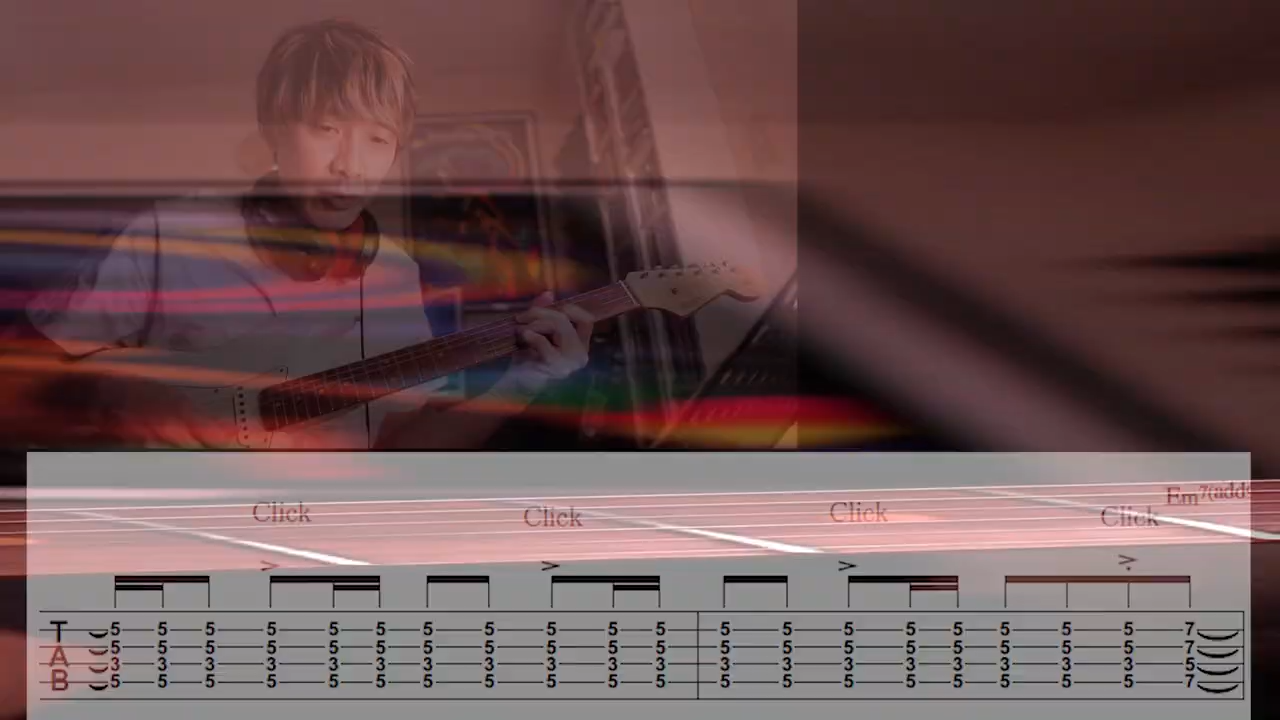 Em7(add
Click Click Click Click
T 5 5 5 5 5 5 5 5 5 5 5 5 5 5 5 5 5 5 5 7
5 5 5 5 5 5 5 5 5 5 5 5 5 5 5 5 5 5 5 7
A 3 3 3 3 3 3 3 3 3 3 3 3 3 3 3 3 3 3 3 5
B 5 5 5 5 5 5 5 5 5 5 5 5 5 5 5 5 5 5 5 7